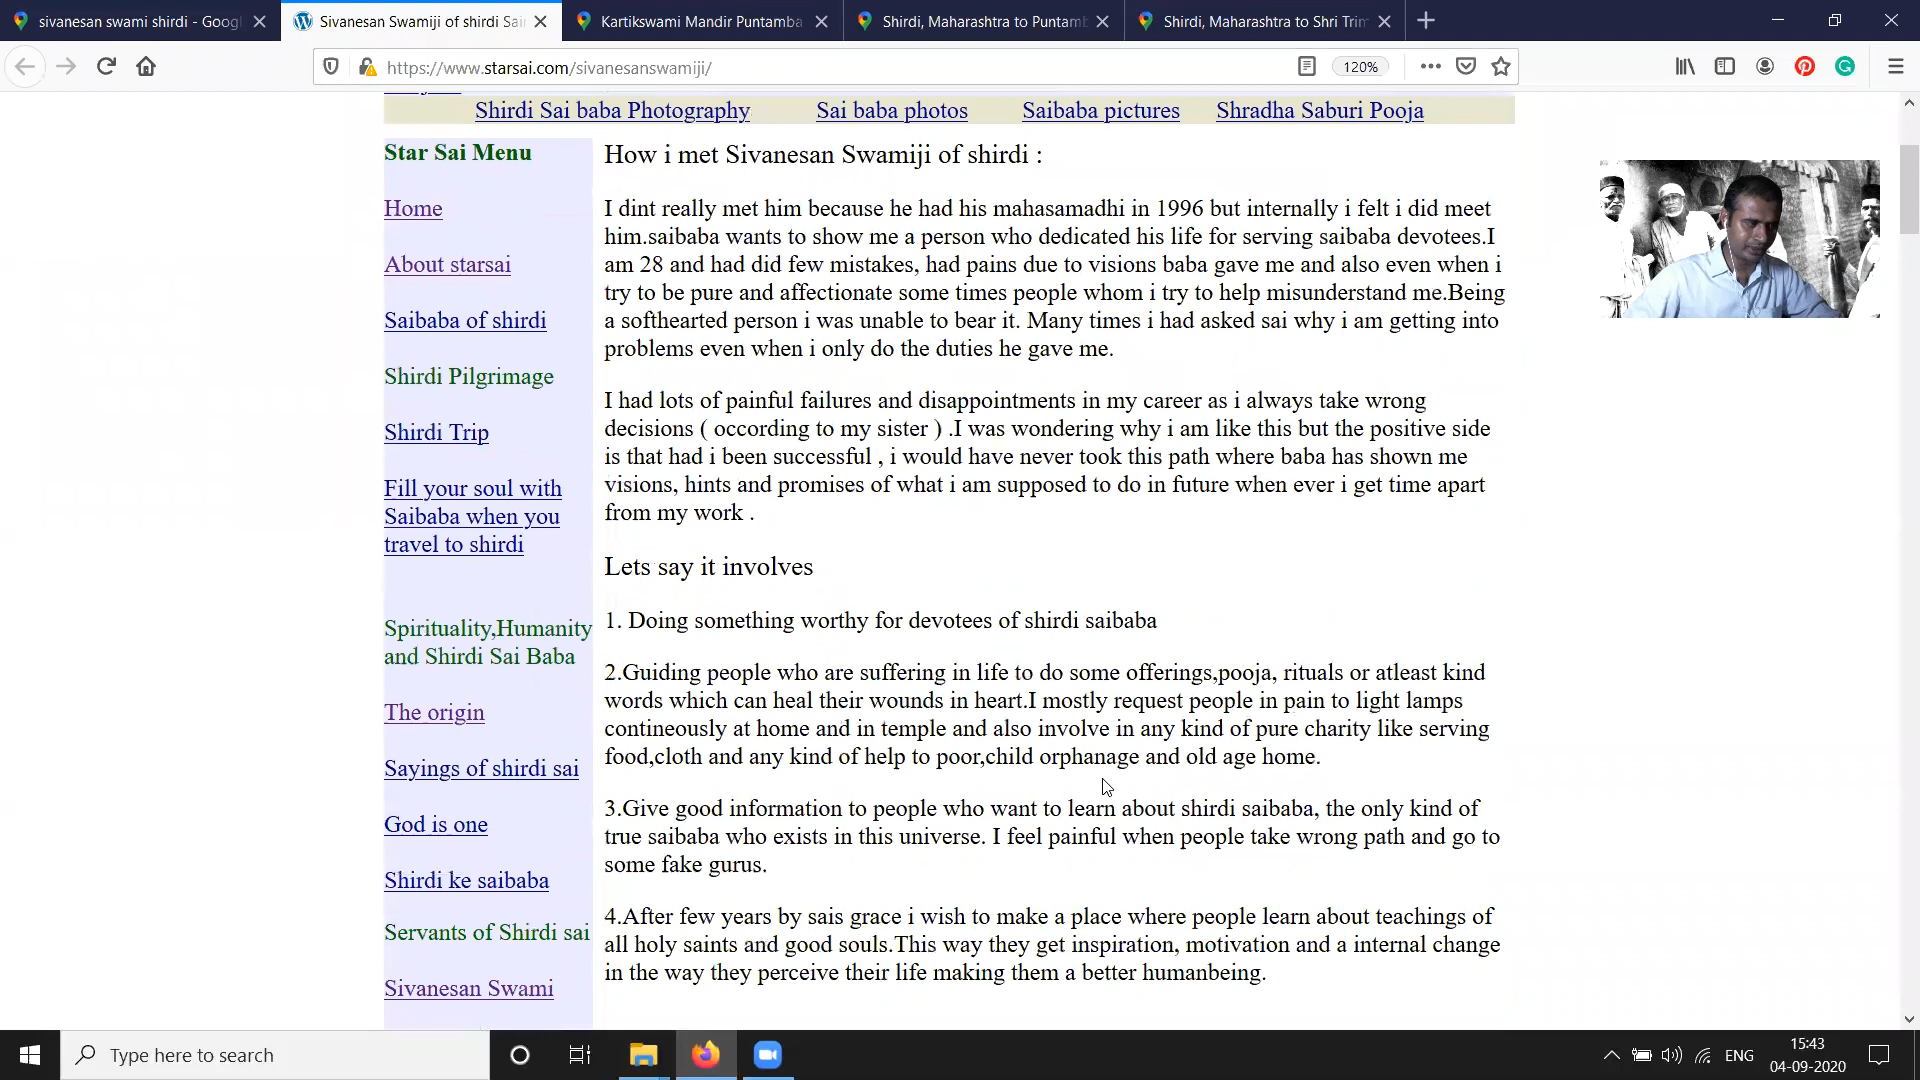 sivanesan swami shirdi - Goog
Sivanesan Swamiji of shirdi Sai
Kartikswami Mandir Puntamba
Shirdi, Maharashtra to Puntamb
Shirdi, Maharashtra to Shri Trim
https://www.starsai.com/sivanesanswamiji/
120%
Shirdi Sai baba Photography
Sai baba photos
Saibaba pictures
Shradha Saburi Pooja
Star Sai Menu
Home
About starsai
Saibaba of shirdi
Shirdi Pilgrimage
Shirdi Trip
Fill your soul with
Saibaba when you
travel to shirdi
Spirituality,Humanity
and Shirdi Sai Baba
The origin
Sayings of shirdi sai
God is one
Shirdi ke saibaba
Servants of Shirdi sai
Sivanesan Swami
How i met Sivanesan Swamiji of shirdi :
I dint really met him because he had his mahasamadhi in 1996 but internally i felt i did meet
him.saibaba wants to show me a person who dedicated his life for serving saibaba devotees.I
am 28 and had did few mistakes, had pains due to visions baba gave me and also even when i
try to be pure and affectionate some times people whom i try to help misunderstand me.Being
a softhearted person i was unable to bear it. Many times i had asked sai why i am getting into
problems even when i only do the duties he gave me.
I had lots of painful failures and disappointments in my career as i always take wrong
decisions ( occording to my sister ) .I was wondering why i am like this but the positive side
is that had i been successful , i would have never took this path where baba has shown me
visions, hints and promises of what i am supposed to do in future when ever i get time apart
from my work .
Lets say it involves
1. Doing something worthy for devotees of shirdi saibaba
2.Guiding people who are suffering in life to do some offerings,pooja, rituals or atleast kind
words which can heal their wounds in heart.I mostly request people in pain to light lamps
contineously at home and in temple and also involve in any kind of pure charity like serving
food,cloth and any kind of help to poor,child orphanage and old age home.
3.Give good information to people who want to learn about shirdi saibaba, the only kind of
true saibaba who exists in this universe. I feel painful when people take wrong path and go to
some fake gurus.
4.After few years by sais grace i wish to make a place where people learn about teachings of
all holy saints and good souls.This way they get inspiration, motivation and a internal change
in the way they perceive their life making them a better humanbeing.
Type here to search
ENG
15:43
04-09-2020